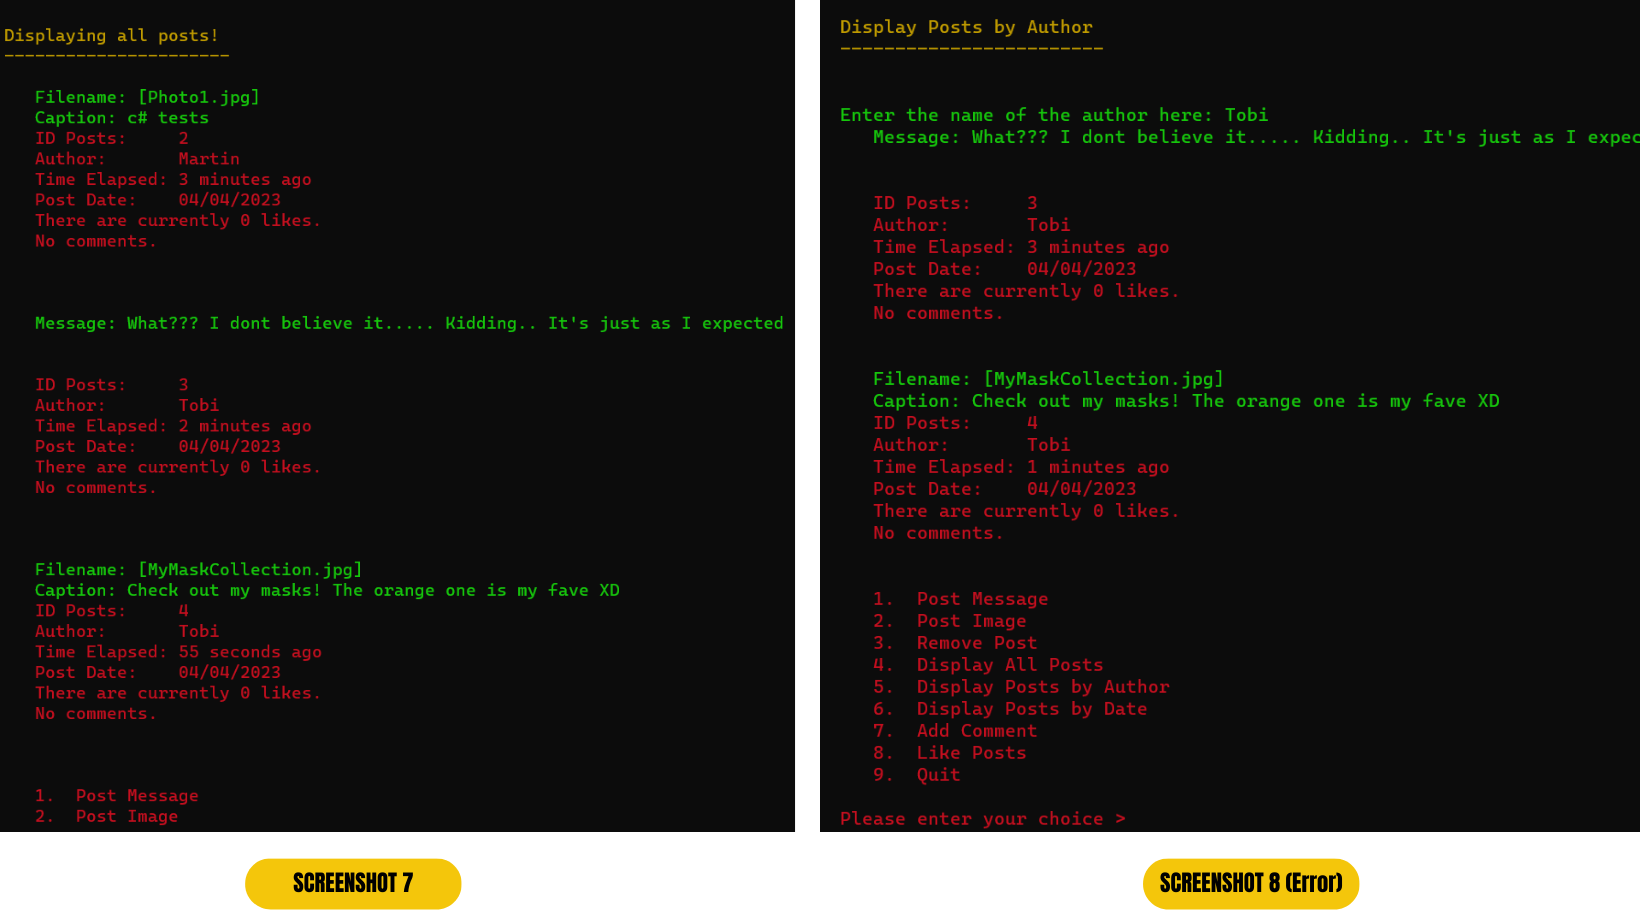 Displaying all posts!
----------------------
Filename: [Photo1.jpg]
Caption: c# tests
ID Posts: 2
Author: Martin
Time Elapsed: 3 minutes ago
Post Date: 04/04/2023
There are currently 0 likes.
No comments.
Message: What??? I dont believe it..... Kidding.. It's just as I expected
ID Posts: 3
Author: Tobi
Time Elapsed: 2 minutes ago
Post Date: 04/04/2023
There are currently 0 likes.
No comments.
Filename: [MyMaskCollection.jpg]
Caption: Check out my masks! The orange one is my fave XD
ID Posts: 4
Author: Tobi
Time Elapsed: 55 seconds ago
Post Date: 04/04/2023
There are currently 0 likes.
No comments.
1. Post Message
2. Post Image
SCREENSHOT 7
Display Posts by Author
------------------------
Enter the name of the author here: Tobi
Message: What??? I dont believe it..... Kidding.. It's just as I expec
ID Posts: 3
Author: Tobi
Time Elapsed: 3 minutes ago
Post Date: 04/04/2023
There are currently 0 likes.
No comments.
Filename: [MyMaskCollection.jpg]
Caption: Check out my masks! The orange one is my fave XD
ID Posts: 4
Author: Tobi
Time Elapsed: 1 minutes ago
Post Date: 04/04/2023
There are currently 0 likes.
No comments.
1. Post Message
2. Post Image
3. Remove Post
4. Display All Posts
5. Display Posts by Author
6. Display Posts by Date
7. Add Comment
8. Like Posts
9. Quit
Please enter your choice >
SCREENSHOT 8 (Error)